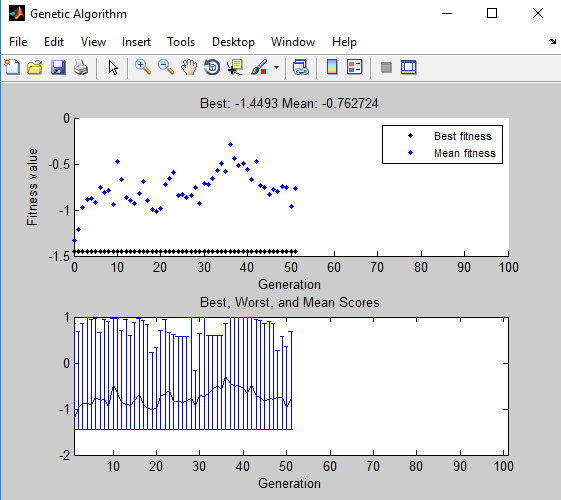 Genetic Algorithm
File Edit View Insert Tools Desktop Window Help
Best: -1.4493 Mean: -0.762724
Fitness value
0
-0.5
-1
-1.5
Best fitness
Mean fitness
0 10 20 30 40 50 60 70 80 90 100
Generation
Best, Worst, and Mean Scores
1
0
-1
-2
10 20 30 40 50 60 70 80 90 100
Generation